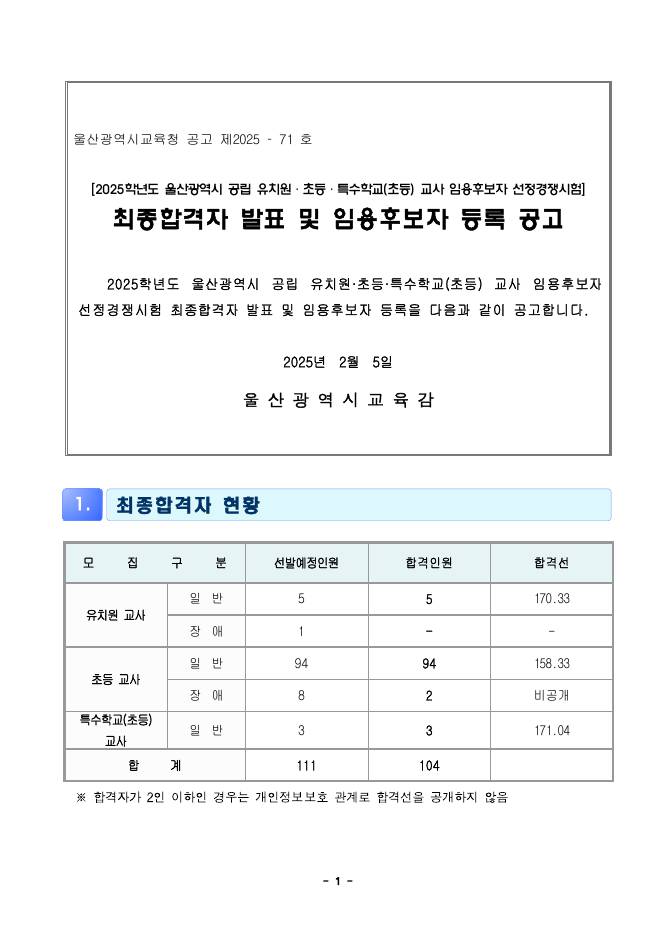 울산광역시교육청 공고 제2025 - 71 호
[2025학년도 울산광역시 공립 유치원·초등·특수학교(초등) 교사 임용후보자 선정경쟁시험]
최종합격자 발표 및 임용후보자 등록 공고
2025학년도 울산광역시 공립 유치원·초등·특수학교(초등) 교사 임용후보자
선정경쟁시험 최종합격자 발표 및 임용후보자 등록을 다음과 같이 공고합니다.
2025년 2월 5일
울 산 광 역 시 교 육 감
1. 최종합격자 현황
모 집 구 분 선발예정인원 합격인원 합격선
유치원 교사 일 반 5 5 170.33
장 애 1 - -
초등 교사 일 반 94 94 158.33
장 애 8 2 비공개
특수학교(초등)
교사 일 반 3 3 171.04
합 계 111 104
※ 합격자가 2인 이하인 경우는 개인정보보호 관계로 합격선을 공개하지 않음
- 1 -